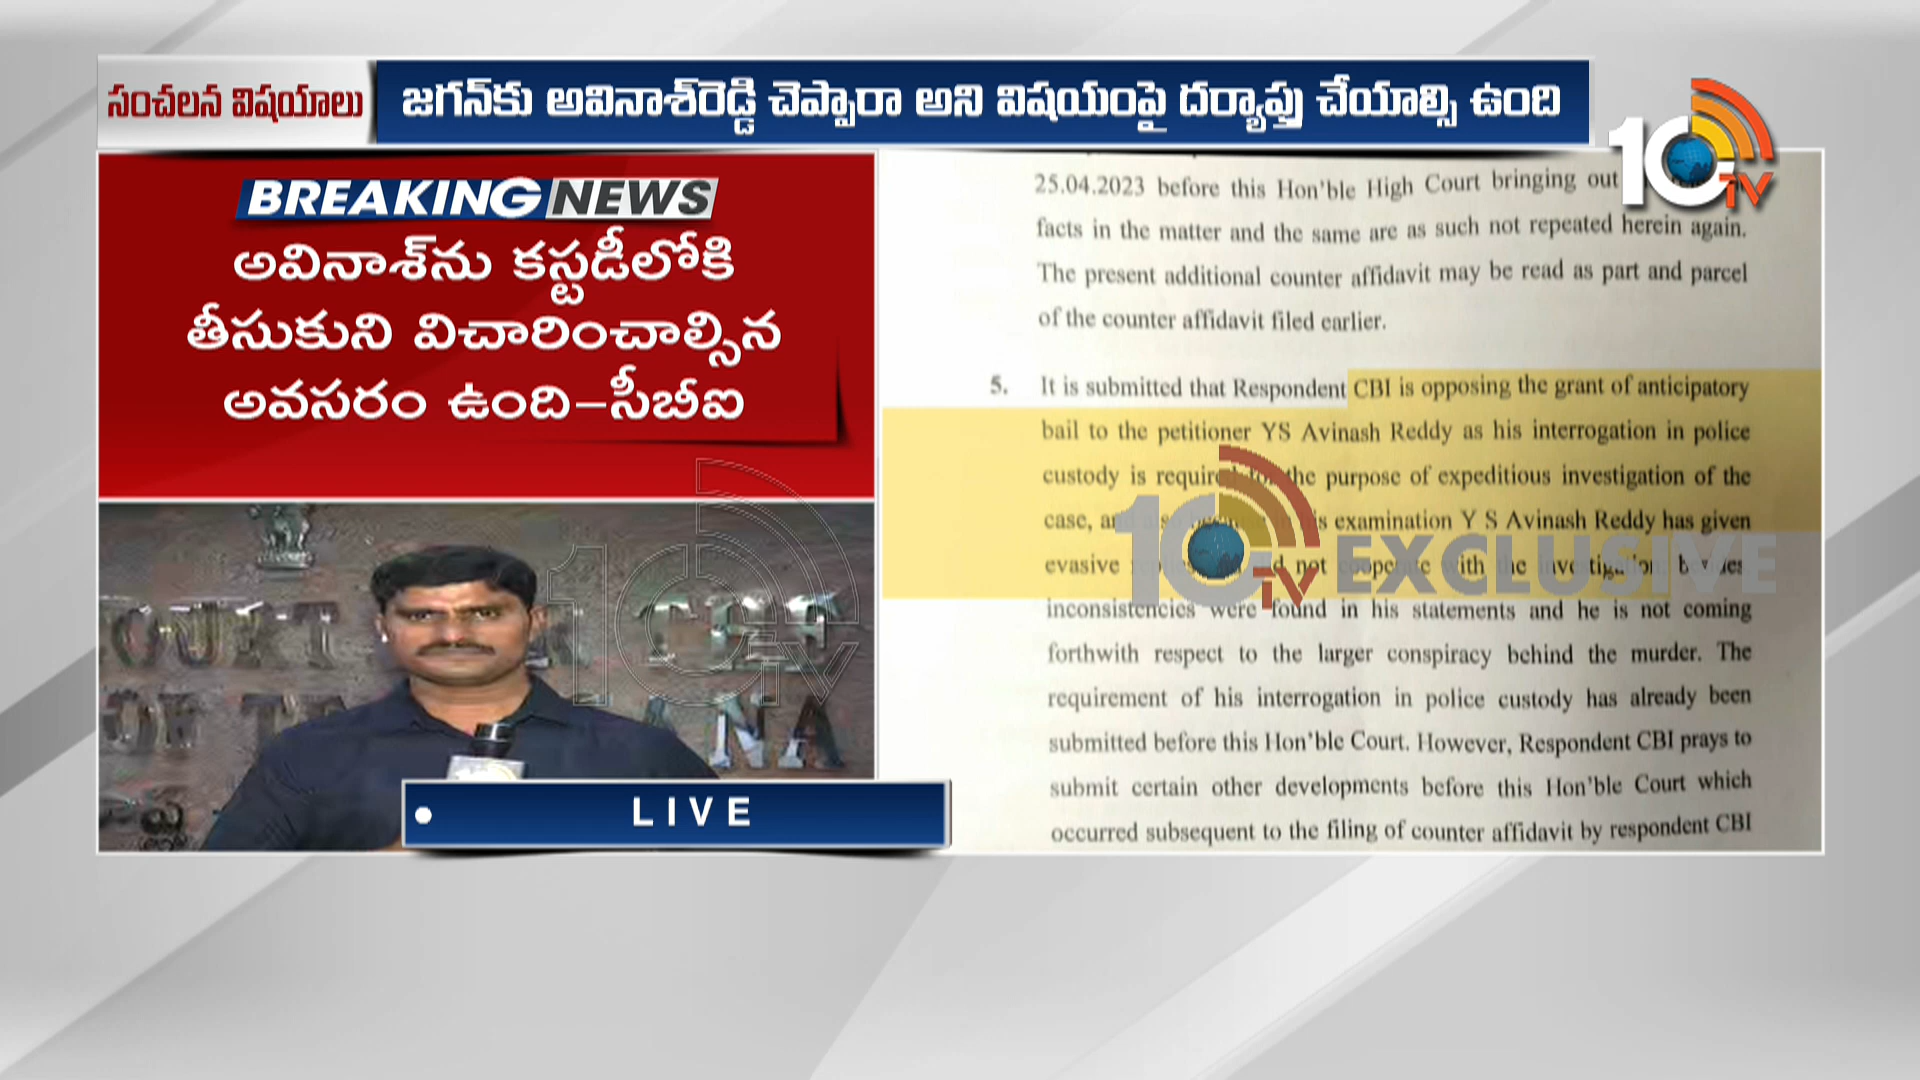 సంచలన విషయాలు
జగన్‌కు అవినాశ్‌రెడ్డి చెప్పారా అని విషయంపై దర్యాప్తు చేయాల్సి ఉంది
10TV
BREAKING NEWS
అవినాశ్‌ను కస్టడీలోకి
తీసుకుని విచారించాల్సిన
అవసరం ఉంది-సీబీఐ
25.04.2023 before this Hon'ble High Court bringing out
facts in the matter and the same are as such not repeated herein again.
The present additional counter affidavit may be read as part and parcel
of the counter affidavit filed earlier.
5. It is submitted that Respondent CBI is opposing the grant of anticipatory
bail to the petitioner YS Avinash Reddy as his interrogation in police
custody is required for the purpose of expeditious investigation of the
case, and also his examination Y S Avinash Reddy has given
evasive not cooperate with the investigation, besides
inconsistencies were found in his statements and he is not coming
forthwith respect to the larger conspiracy behind the murder. The
requirement of his interrogation in police custody has already been
submitted before this Hon'ble Court. However, Respondent CBI prays to
submit certain other developments before this Hon'ble Court which
occurred subsequent to the filing of counter affidavit by respondent CBI
10TV EXCLUSIVE
10TV
LIVE